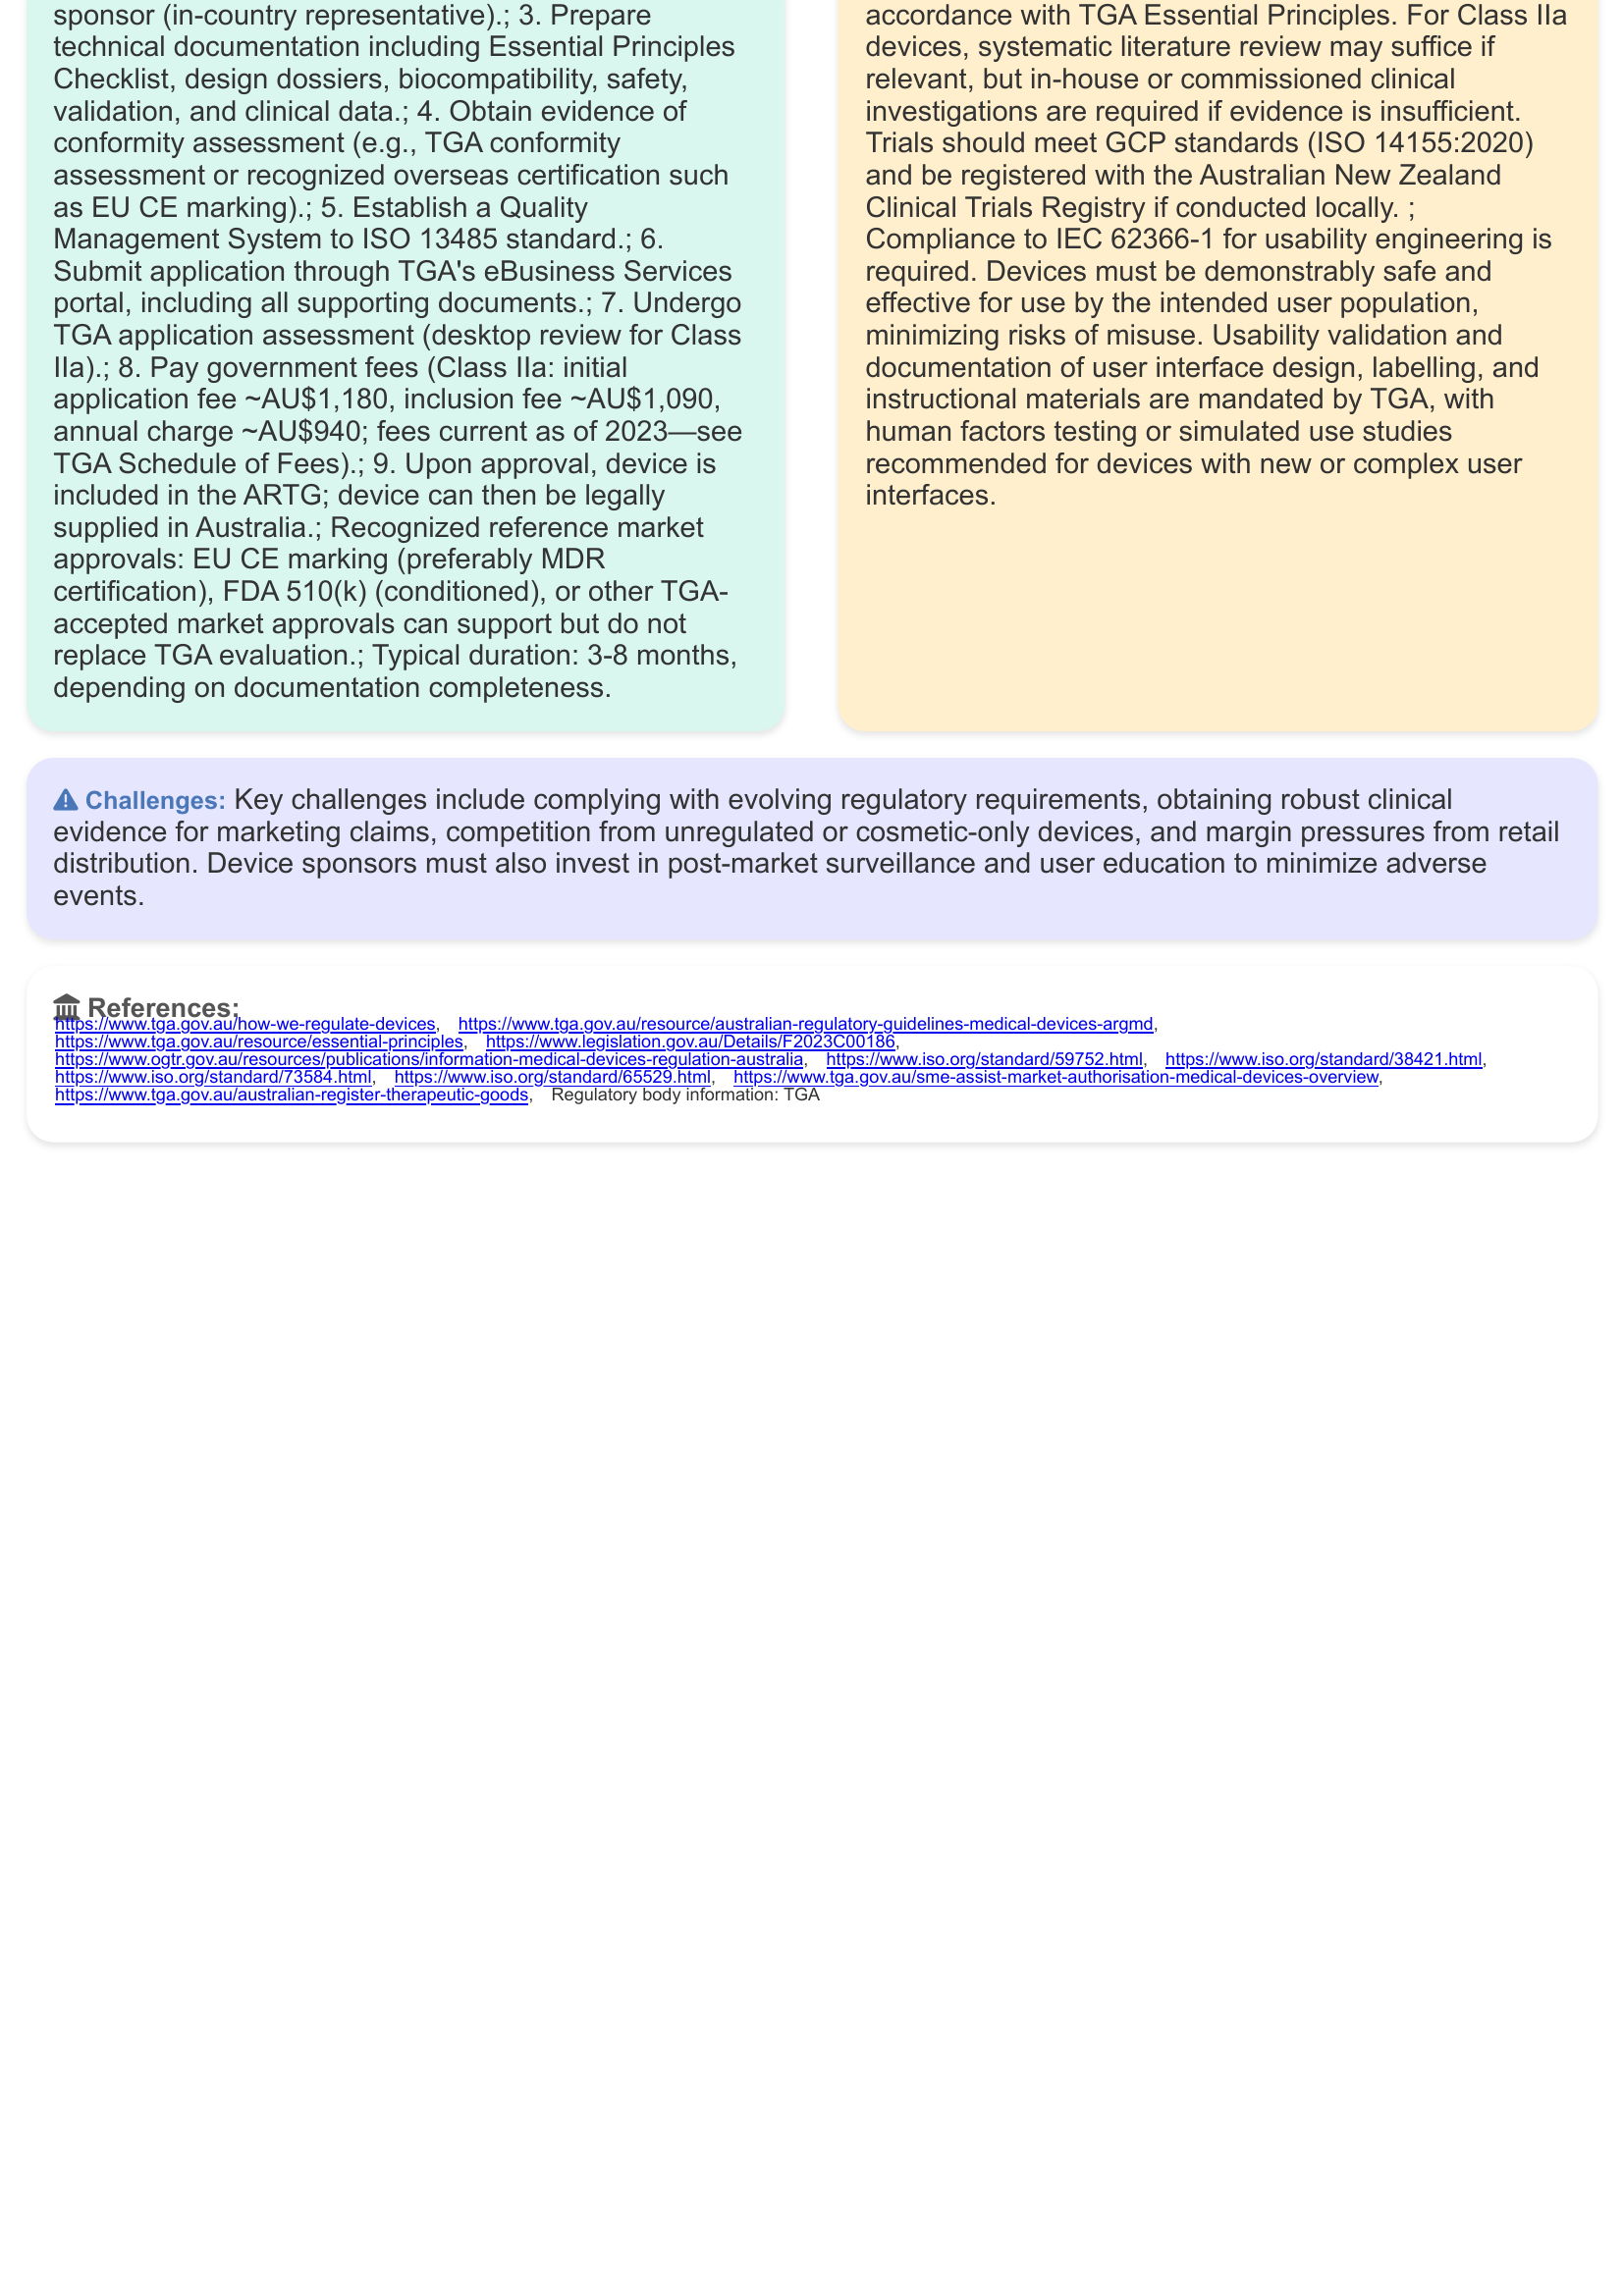 sponsor (in-country representative).; 3. Prepare
technical documentation including Essential Principles
Checklist, design dossiers, biocompatibility, safety,
validation, and clinical data.; 4. Obtain evidence of
conformity assessment (e.g., TGA conformity
assessment or recognized overseas certification such
as EU CE marking).; 5. Establish a Quality
Management System to ISO 13485 standard.; 6.
Submit application through TGA's eBusiness Services
portal, including all supporting documents.; 7. Undergo
TGA application assessment (desktop review for Class
IIa).; 8. Pay government fees (Class IIa: initial
application fee ~AU$1,180, inclusion fee ~AU$1,090,
annual charge ~AU$940; fees current as of 2023—see
TGA Schedule of Fees).; 9. Upon approval, device is
included in the ARTG; device can then be legally
supplied in Australia.; Recognized reference market
approvals: EU CE marking (preferably MDR
certification), FDA 510(k) (conditioned), or other TGA-
accepted market approvals can support but do not
replace TGA evaluation.; Typical duration: 3-8 months,
depending on documentation completeness.
accordance with TGA Essential Principles. For Class IIa
devices, systematic literature review may suffice if
relevant, but in-house or commissioned clinical
investigations are required if evidence is insufficient.
Trials should meet GCP standards (ISO 14155:2020)
and be registered with the Australian New Zealand
Clinical Trials Registry if conducted locally. ;
Compliance to IEC 62366-1 for usability engineering is
required. Devices must be demonstrably safe and
effective for use by the intended user population,
minimizing risks of misuse. Usability validation and
documentation of user interface design, labelling, and
instructional materials are mandated by TGA, with
human factors testing or simulated use studies
recommended for devices with new or complex user
interfaces.
Challenges: Key challenges include complying with evolving regulatory requirements, obtaining robust clinical
evidence for marketing claims, competition from unregulated or cosmetic-only devices, and margin pressures from retail
distribution. Device sponsors must also invest in post-market surveillance and user education to minimize adverse
events.
References:
https://www.tga.gov.au/how-we-regulate-devices, https://www.tga.gov.au/resource/australian-regulatory-guidelines-medical-devices-argmd,
https://www.tga.gov.au/resource/essential-principles, https://www.legislation.gov.au/Details/F2023C00186,
https://www.ogtr.gov.au/resources/publications/information-medical-devices-regulation-australia, https://www.iso.org/standard/59752.html, https://www.iso.org/standard/38421.html,
https://www.iso.org/standard/73584.html, https://www.iso.org/standard/65529.html, https://www.tga.gov.au/sme-assist-market-authorisation-medical-devices-overview,
https://www.tga.gov.au/australian-register-therapeutic-goods, Regulatory body information: TGA